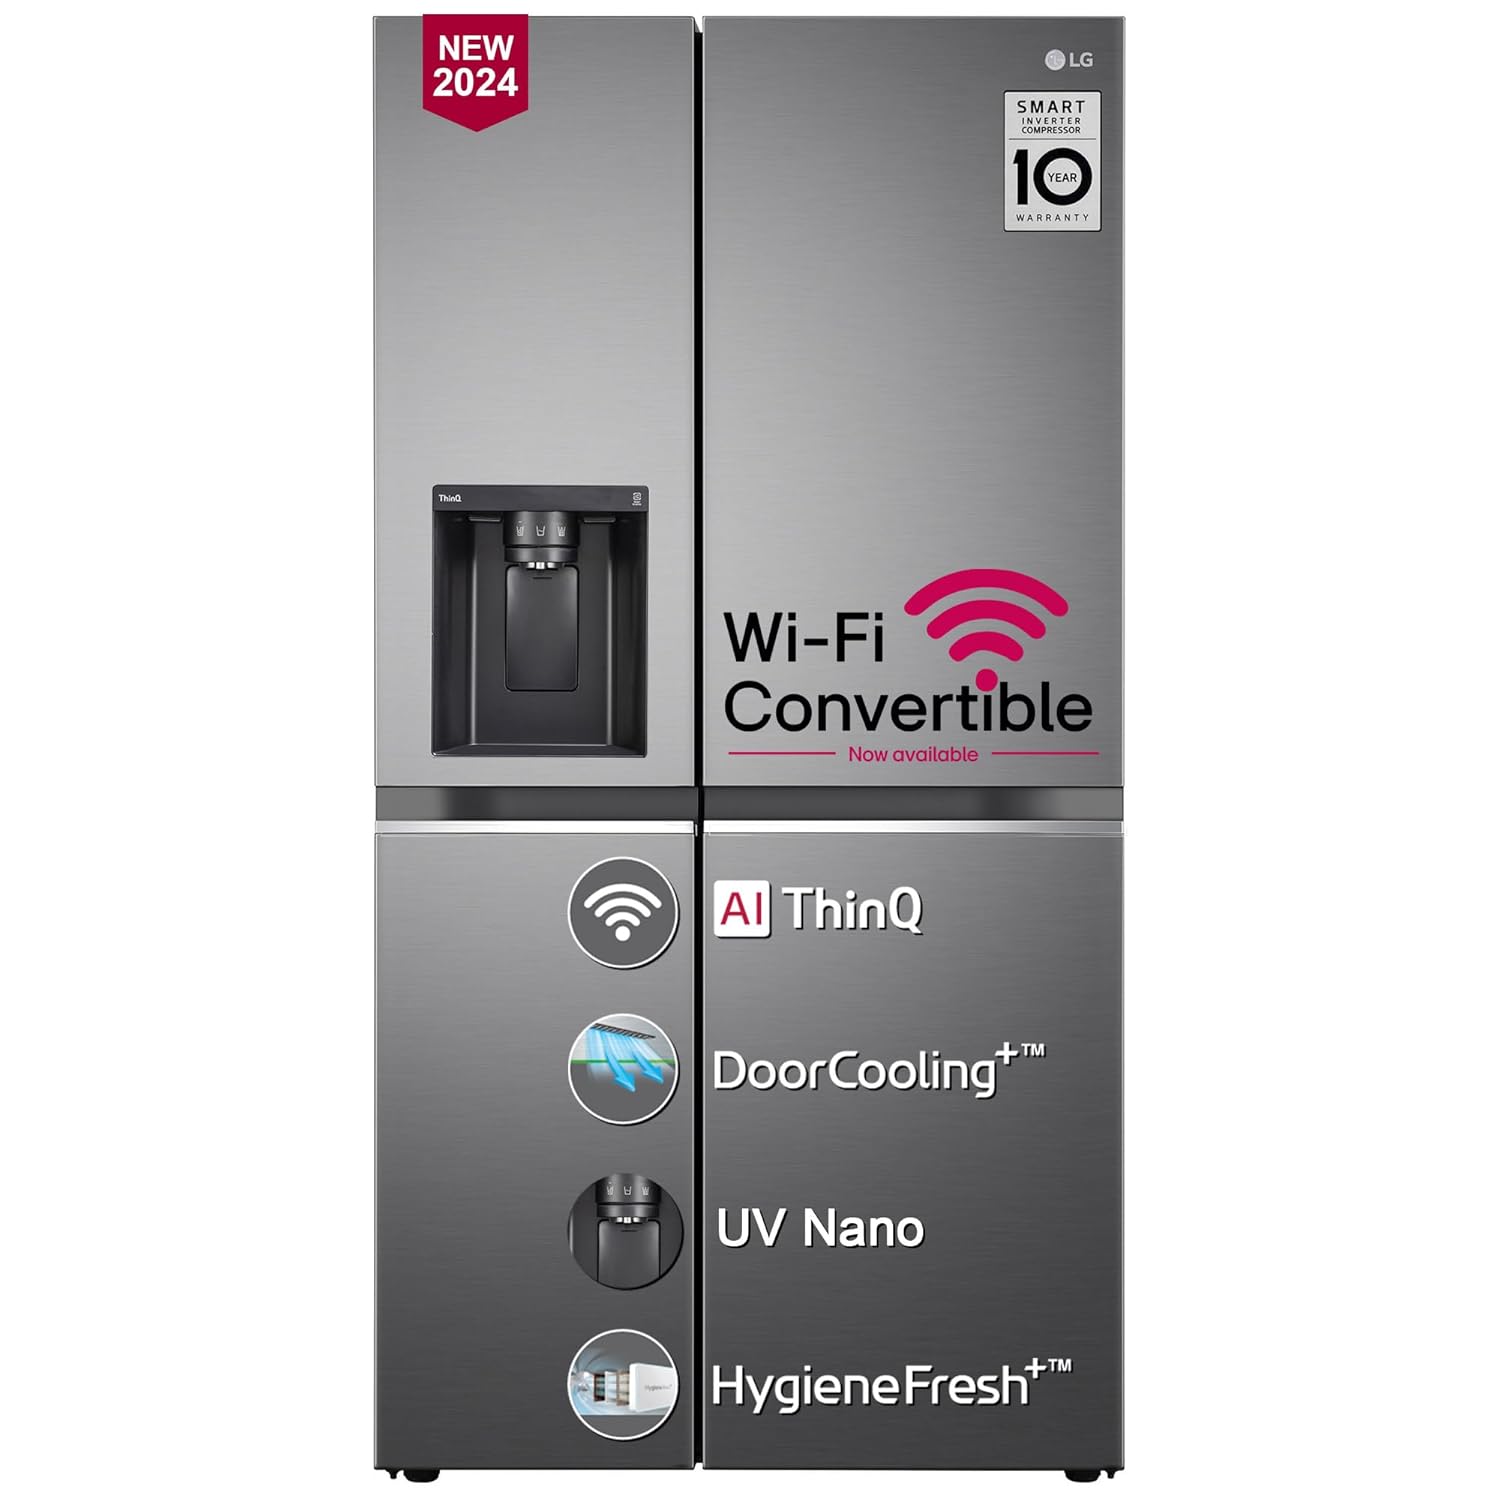 NEW
2024
LG
SMART
INVERTER
COMPRESSOR
10
YEAR
WARRANTY
ThinQ
Wi-Fi
Convertible
Now available
AI ThinQ
DoorCooling+™
UV Nano
HygieneFresh+™